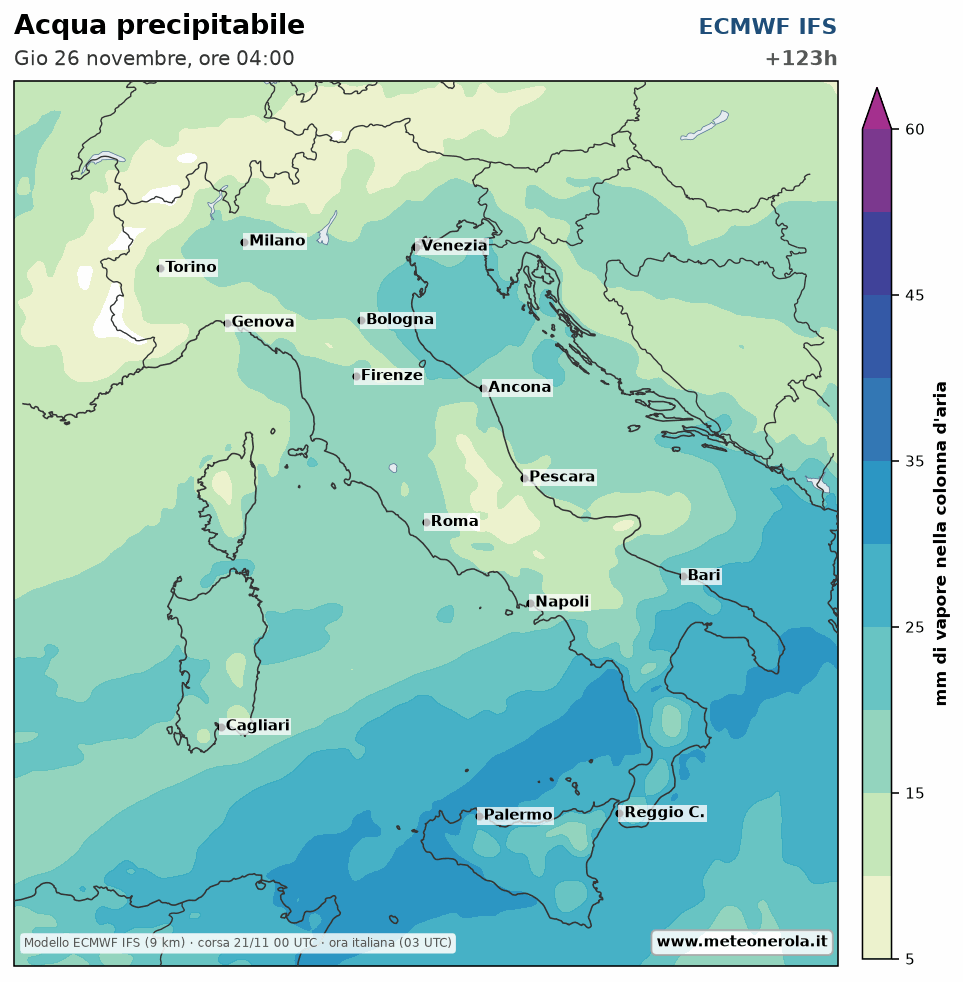 Acqua precipitabile
ECMWF IFS
Gio 26 novembre, ore 04:00
+123h
60
45
35
25
15
5
mm di vapore nella colonna d'aria
Milano
Venezia
Torino
Genova
Bologna
Firenze
Ancona
Pescara
Roma
Bari
Napoli
Cagliari
Palermo
Reggio C.
Modello ECMWF IFS (9 km) · corsa 21/11 00 UTC · ora italiana (03 UTC)
www.meteonerola.it